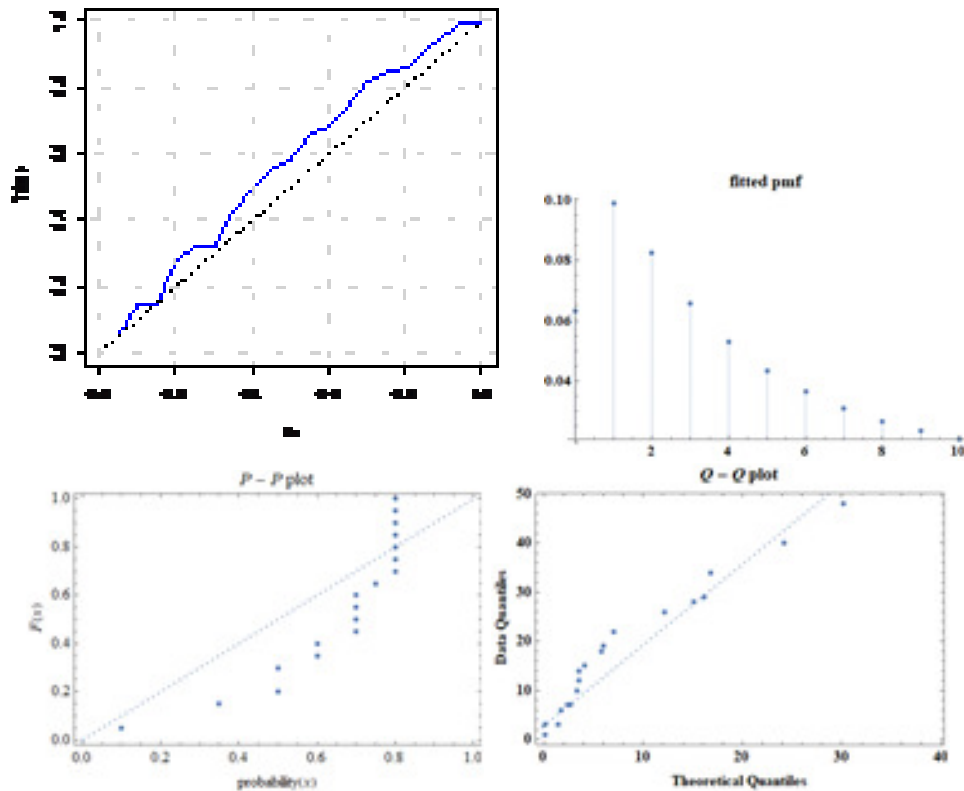 fitted pmf
0.10
0.08
0.06
0.04
2 4 6 8 10
P – P plot
1.0
0.8
0.6
0.4
0.2
0.0
0.0 0.2 0.4 0.6 0.8 1.0
F(x)
probability(x)
Q – Q plot
50
40
30
20
10
0
0 10 20 30 40
Data Quantiles
Theoretical Quantiles